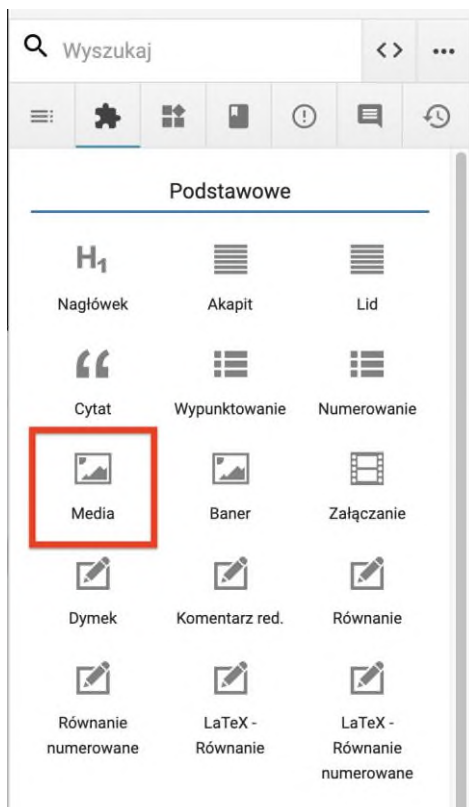 Wyszukaj
Podstawowe
H1
Nagłówek Akapit Lid
Cytat Wypunktowanie Numerowanie
Media Baner Załączanie
Dymek Komentarz red. Równanie
Równanie
numerowane
LaTeX -
Równanie
LaTeX -
Równanie
numerowane